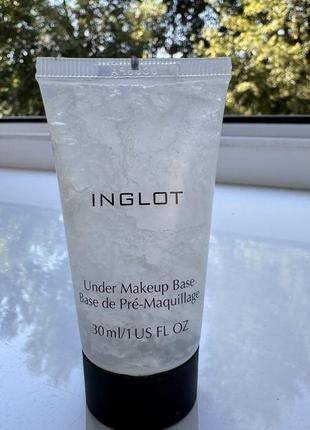 INGLOT
Under Makeup Base
Base de Pré-Maquillage
30 ml/1 US FL OZ